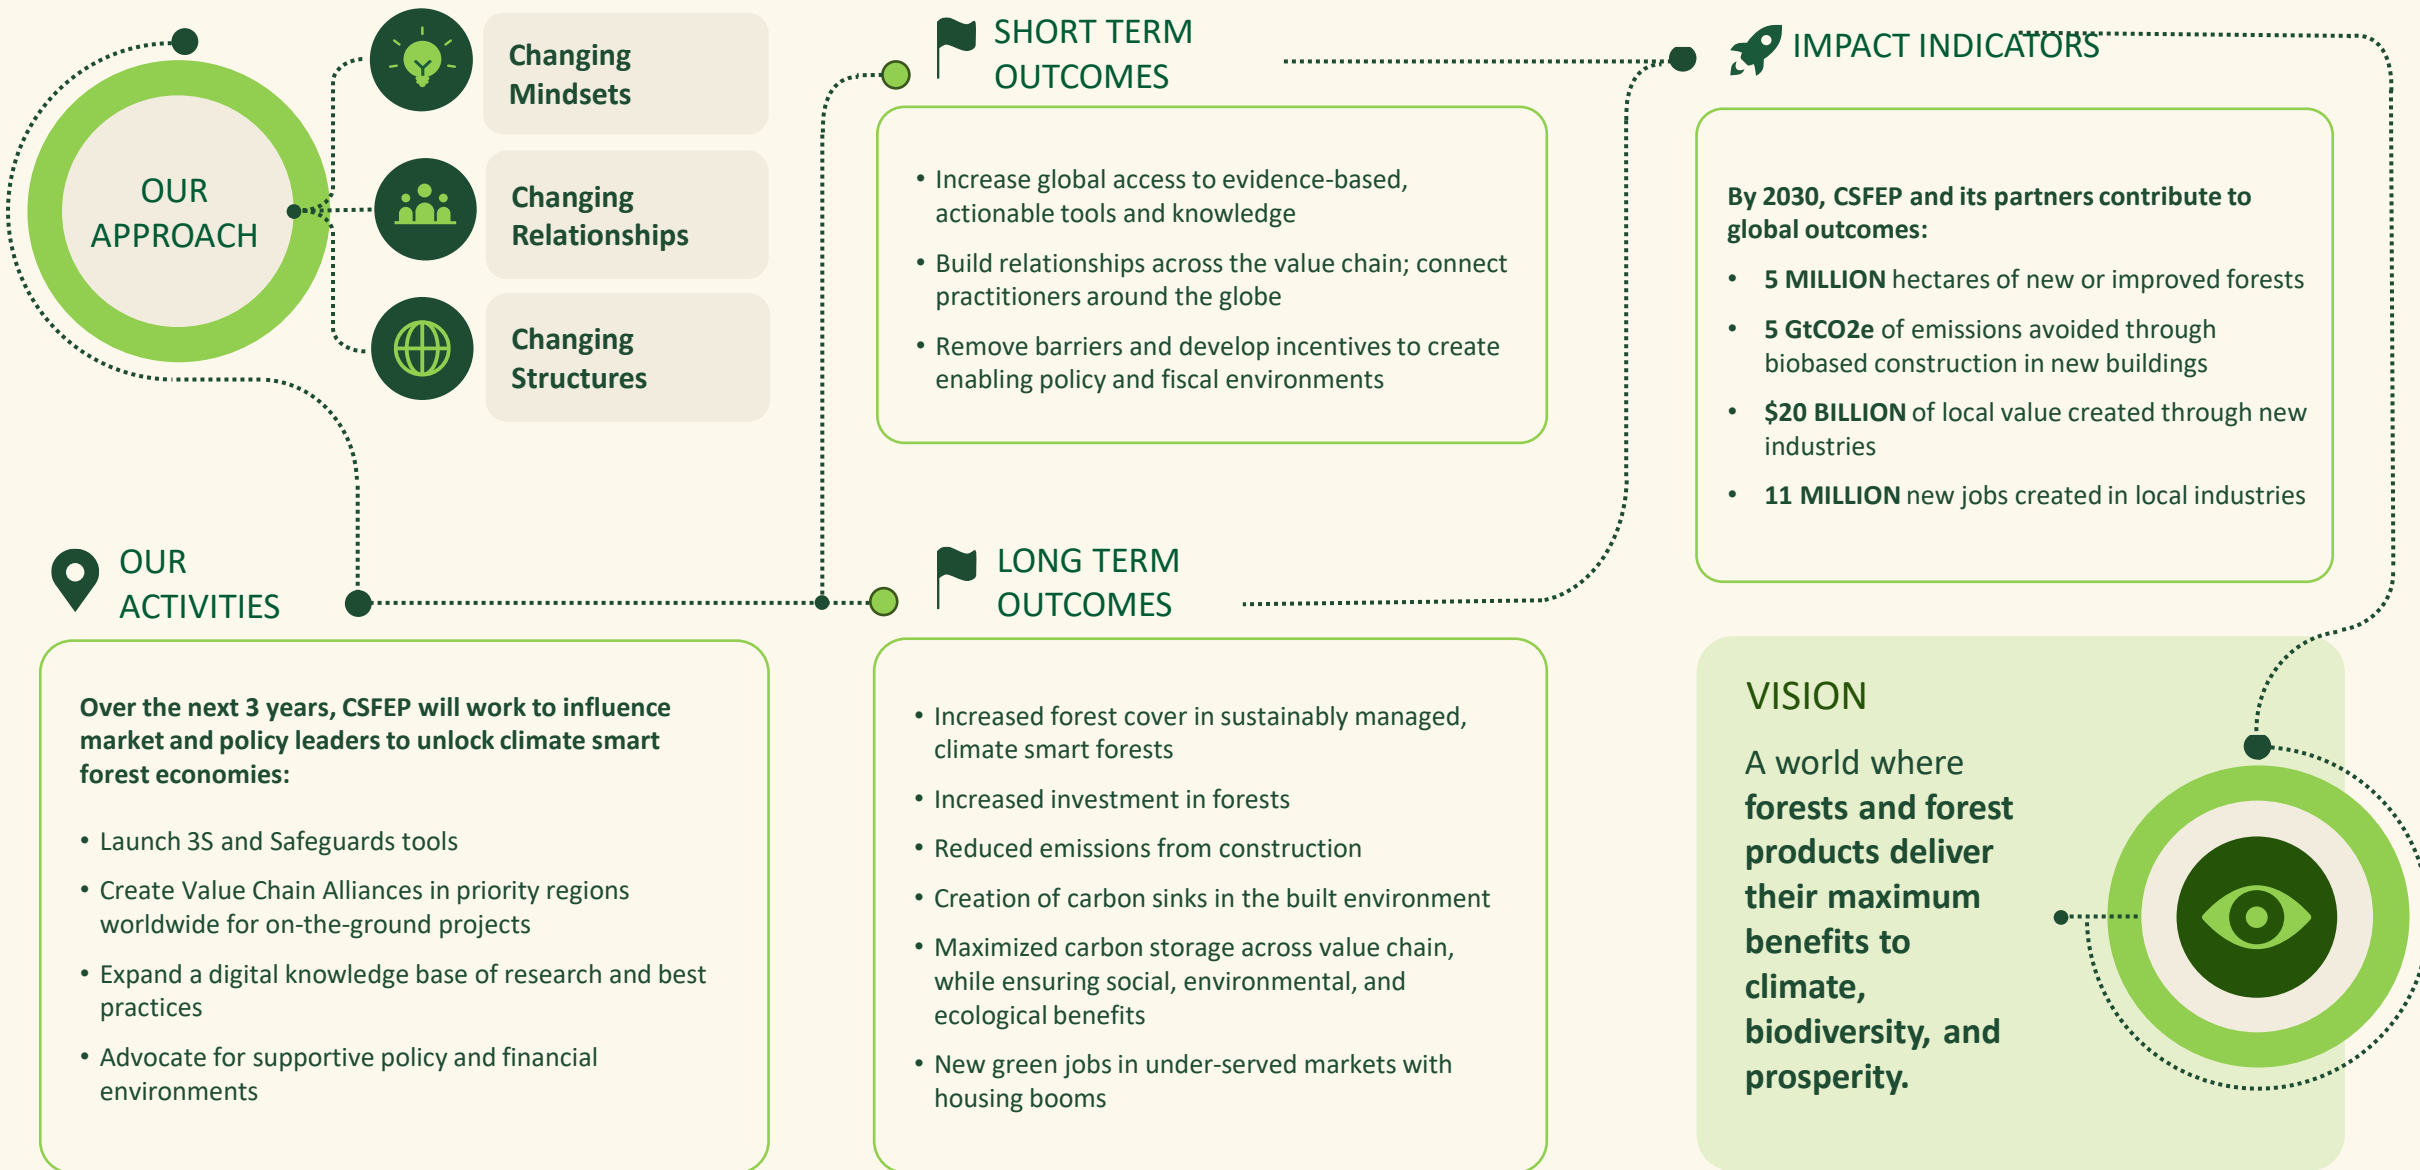 OUR
APPROACH
Changing
Mindsets
Changing
Relationships
Changing
Structures
OUR
ACTIVITIES
Over the next 3 years, CSFEP will work to influence
market and policy leaders to unlock climate smart
forest economies:
• Launch 3S and Safeguards tools
• Create Value Chain Alliances in priority regions
worldwide for on-the-ground projects
• Expand a digital knowledge base of research and best
practices
• Advocate for supportive policy and financial
environments
SHORT TERM
OUTCOMES
• Increase global access to evidence-based,
actionable tools and knowledge
• Build relationships across the value chain; connect
practitioners around the globe
• Remove barriers and develop incentives to create
enabling policy and fiscal environments
LONG TERM
OUTCOMES
• Increased forest cover in sustainably managed,
climate smart forests
• Increased investment in forests
• Reduced emissions from construction
• Creation of carbon sinks in the built environment
• Maximized carbon storage across value chain,
while ensuring social, environmental, and
ecological benefits
• New green jobs in under-served markets with
housing booms
IMPACT INDICATORS
By 2030, CSFEP and its partners contribute to
global outcomes:
• 5 MILLION hectares of new or improved forests
• 5 GtCO2e of emissions avoided through
biobased construction in new buildings
• $20 BILLION of local value created through new
industries
• 11 MILLION new jobs created in local industries
VISION
A world where
forests and forest
products deliver
their maximum
benefits to
climate,
biodiversity, and
prosperity.